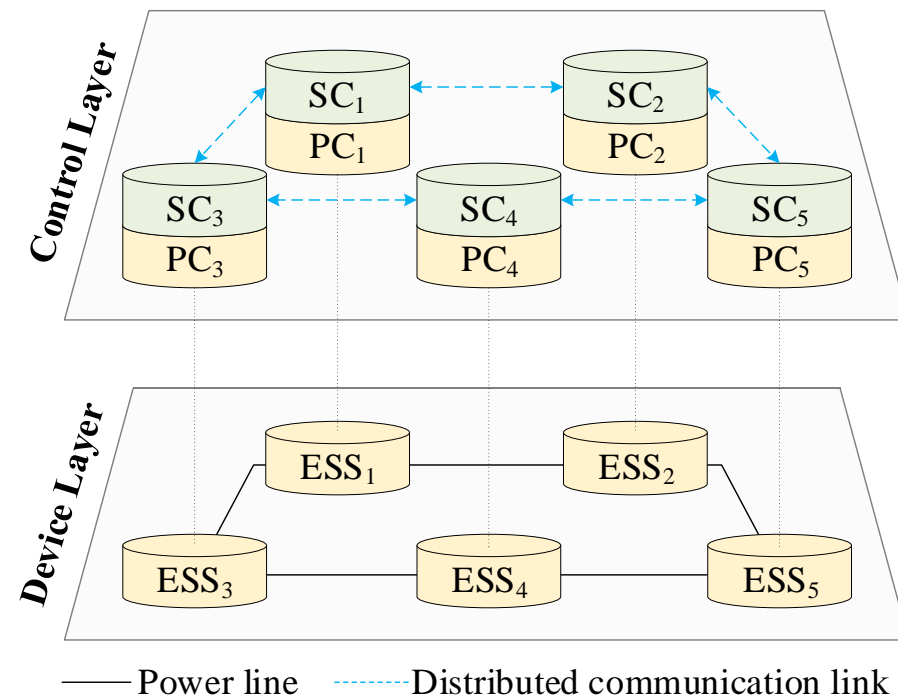 Control Layer
SC₁
SC₂
PC₁
PC₂
SC₃
SC₄
SC₅
PC₃
PC₄
PC₅
Device Layer
ESS₁
ESS₂
ESS₃
ESS₄
ESS₅
Power line
Distributed communication link